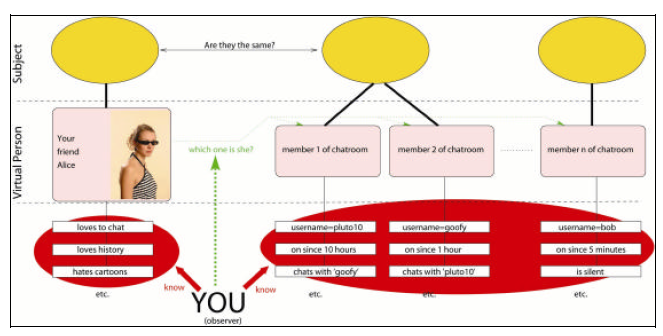 Subject
Are they the same?
Virtual Person
Your
friend
Alice
which one is she?
member 1 of chatroom
member 2 of chatroom
member n of chatroom
loves to chat
loves history
hates cartoons
etc.
username=pluto10
on since 10 hours
chats with 'goofy'
etc.
username=goofy
on since 1 hour
chats with 'pluto10'
etc.
username=bob
on since 5 minutes
is silent
etc.
know
YOU
know
(observer)